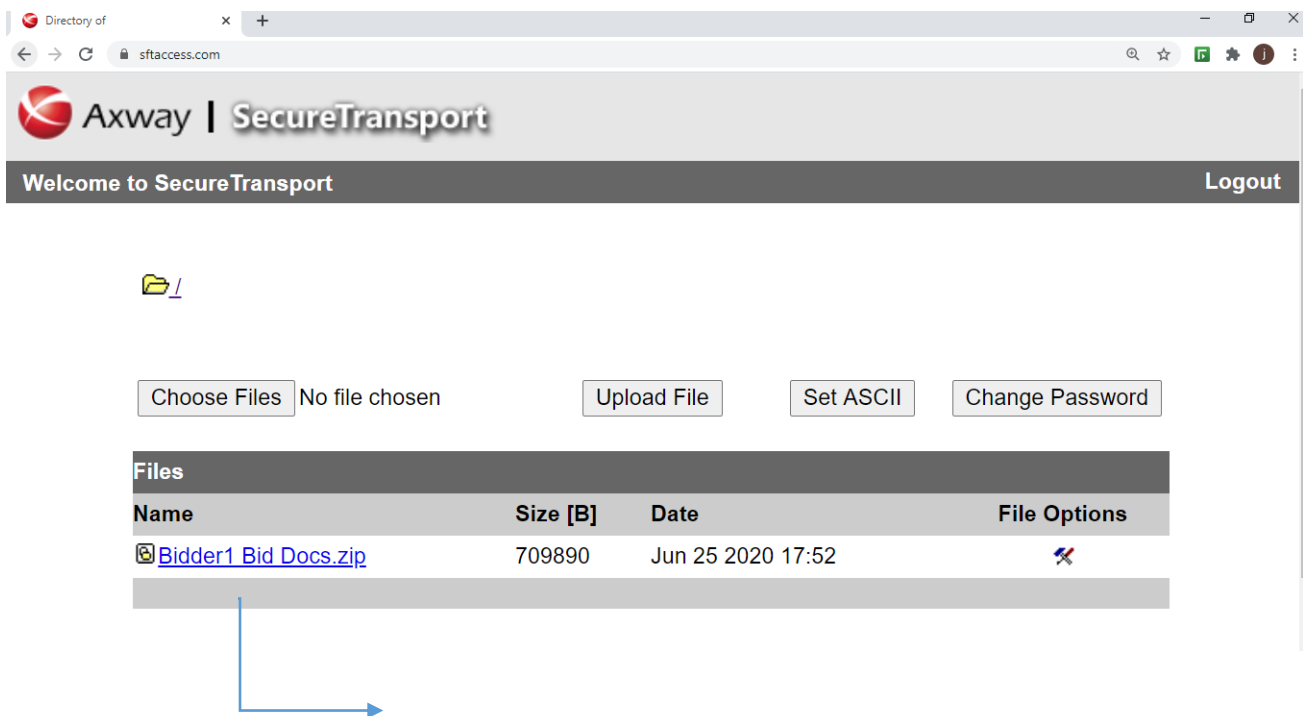 Directory of
sftaccess.com
j
Axway | SecureTransport
Welcome to SecureTransport Logout
/
Choose Files No file chosen Upload File Set ASCII Change Password
Files
Name Size [B] Date File Options
Bidder1 Bid Docs.zip 709890 Jun 25 2020 17:52